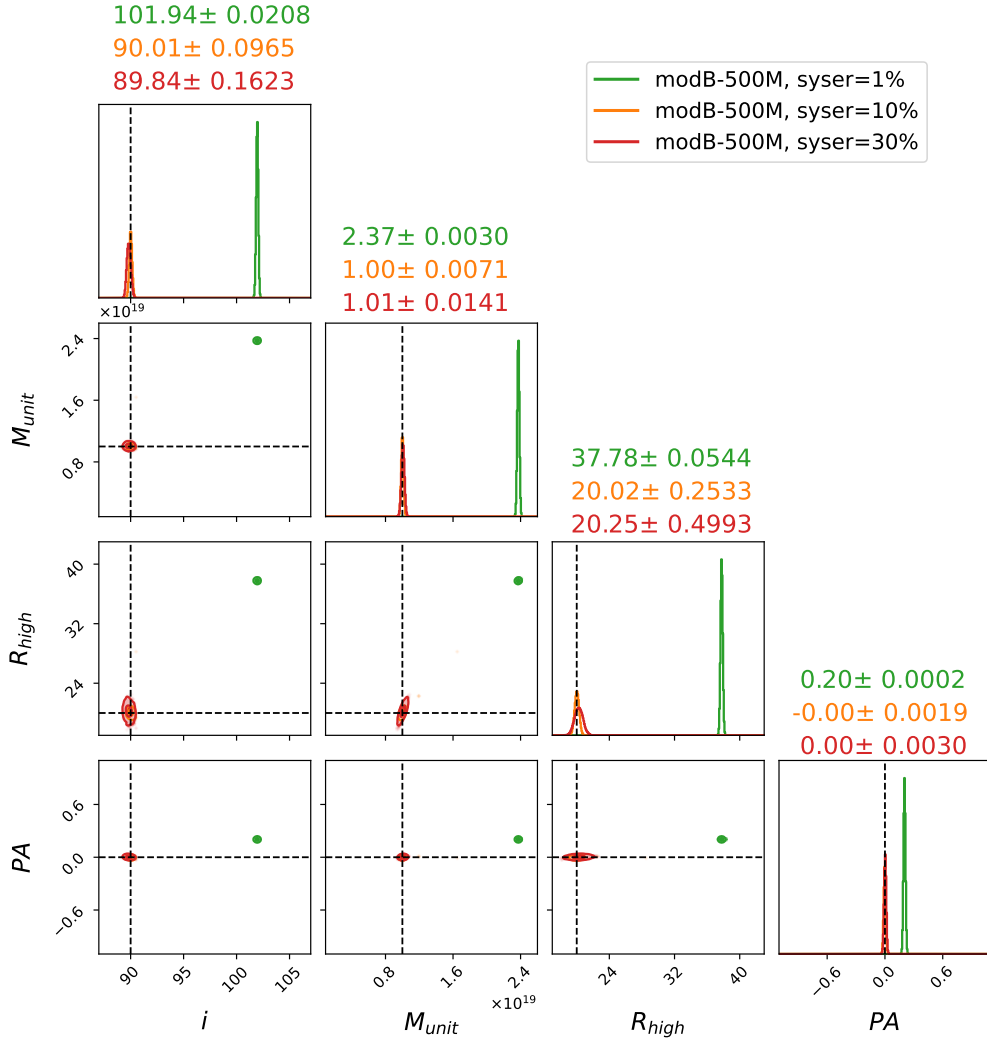 101.94± 0.0208
90.01± 0.0965
89.84± 0.1623
modB-500M, syser=1%
modB-500M, syser=10%
modB-500M, syser=30%
2.37± 0.0030
1.00± 0.0071
1.01± 0.0141
×10¹⁹
2.4
1.6
0.8
M_unit
37.78± 0.0544
20.02± 0.2533
20.25± 0.4993
40
32
24
R_high
0.20± 0.0002
-0.00± 0.0019
0.00± 0.0030
0.6
0.0
−0.6
PA
90 95 100 105
0.8 1.6 2.4
24 32 40
−0.6 0.0 0.6
×10¹⁹
i M_unit R_high PA